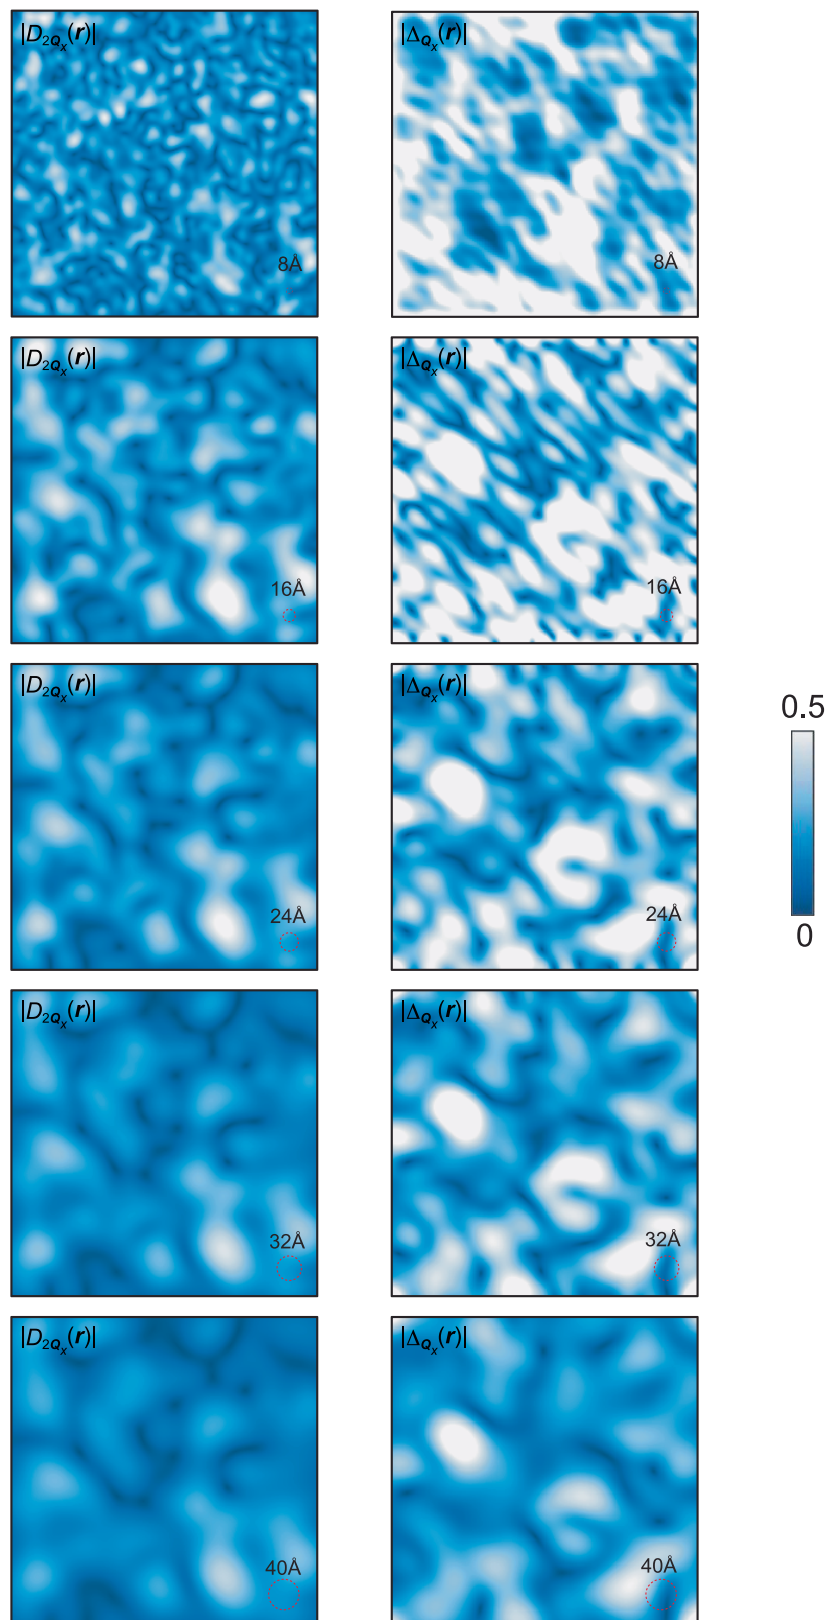 |D₂Qₓ(r)|
|ΔQₓ(r)|
8Å
8Å
|D₂Qₓ(r)|
|ΔQₓ(r)|
16Å
16Å
|D₂Qₓ(r)|
|ΔQₓ(r)|
0.5
0
24Å
24Å
|D₂Qₓ(r)|
|ΔQₓ(r)|
32Å
32Å
|D₂Qₓ(r)|
|ΔQₓ(r)|
40Å
40Å